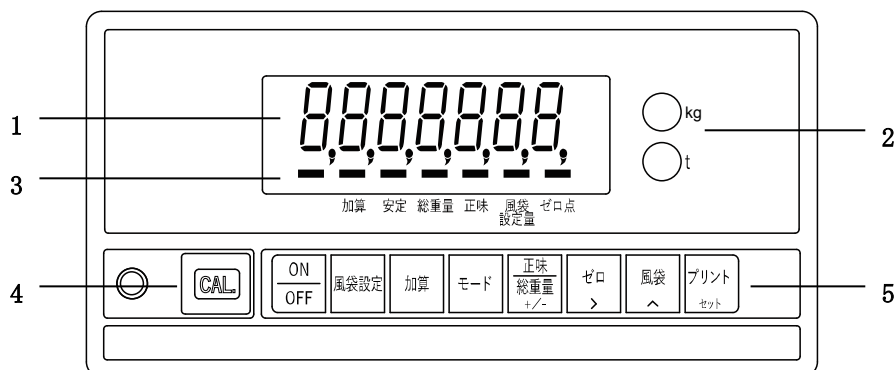 8,8,8,8,8,8,8,
kg
t
1
2
3
加算 安定 総重量 正味 風袋設定量 ゼロ点
4
CAL.
ON
OFF
風袋設定
加算
モード
正味
総重量
+/-
ゼロ
>
風袋
^
プリント
セット
5